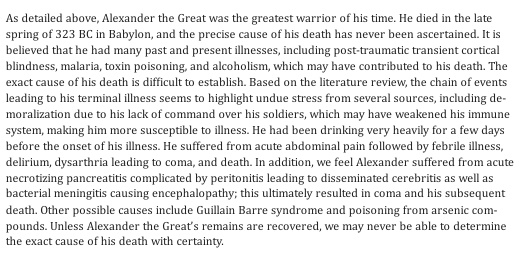 As detailed above, Alexander the Great was the greatest warrior of his time. He died in the late
spring of 323 BC in Babylon, and the precise cause of his death has never been ascertained. It is
believed that he had many past and present illnesses, including post-traumatic transient cortical
blindness, malaria, toxin poisoning, and alcoholism, which may have contributed to his death. The
exact cause of his death is difficult to establish. Based on the literature review, the chain of events
leading to his terminal illness seems to highlight undue stress from several sources, including de-
moralization due to his lack of command over his soldiers, which may have weakened his immune
system, making him more susceptible to illness. He had been drinking very heavily for a few days
before the onset of his illness. He suffered from acute abdominal pain followed by febrile illness,
delirium, dysarthria leading to coma, and death. In addition, we feel Alexander suffered from acute
necrotizing pancreatitis complicated by peritonitis leading to disseminated cerebritis as well as
bacterial meningitis causing encephalopathy; this ultimately resulted in coma and his subsequent
death. Other possible causes include Guillain Barre syndrome and poisoning from arsenic com-
pounds. Unless Alexander the Great's remains are recovered, we may never be able to determine
the exact cause of his death with certainty.